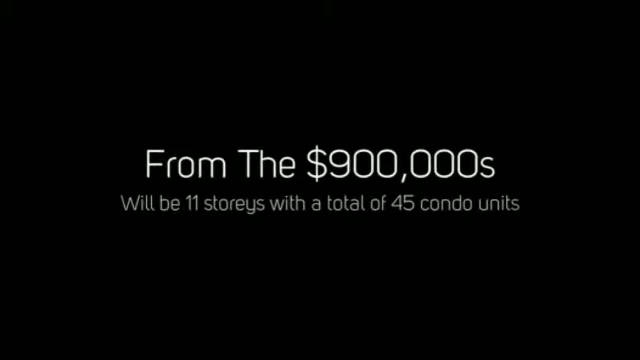 From The $900,000s
Will be 11 storeys with a total of 45 condo units